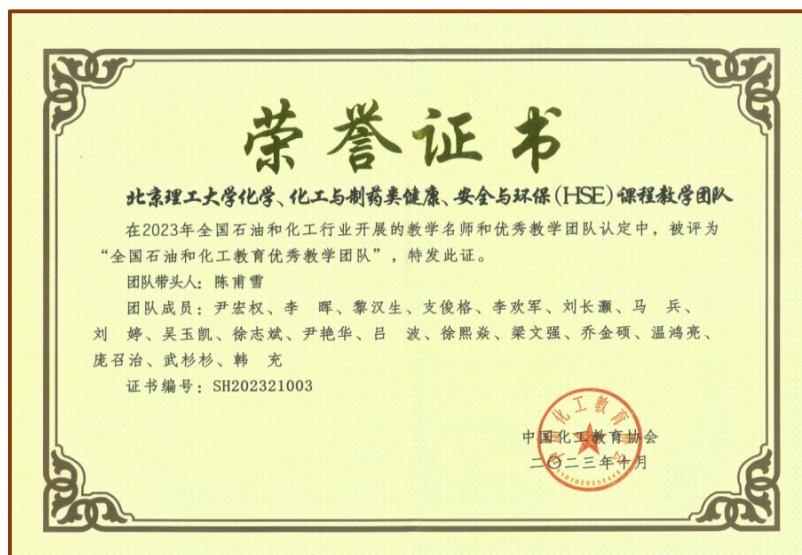 荣誉证书
北京理工大学化学、化工与制药类健康、安全与环保(HSE)课程教学团队
在2023年全国石油和化工行业开展的教学名师和优秀教学团队认定中，被评为
“全国石油和化工教育优秀教学团队”，特发此证。
团队带头人：陈甫雪
团队成员：尹宏权、李 晖、黎汉生、支俊格、李欢军、刘长灏、马 兵、
刘 婷、吴玉凯、徐志斌、尹艳华、吕 波、徐熙焱、梁文强、乔金硕、温鸿亮、
庞召治、武杉杉、韩 充
证书编号：SH202321003
中国化工教育协会
二〇二三年十月